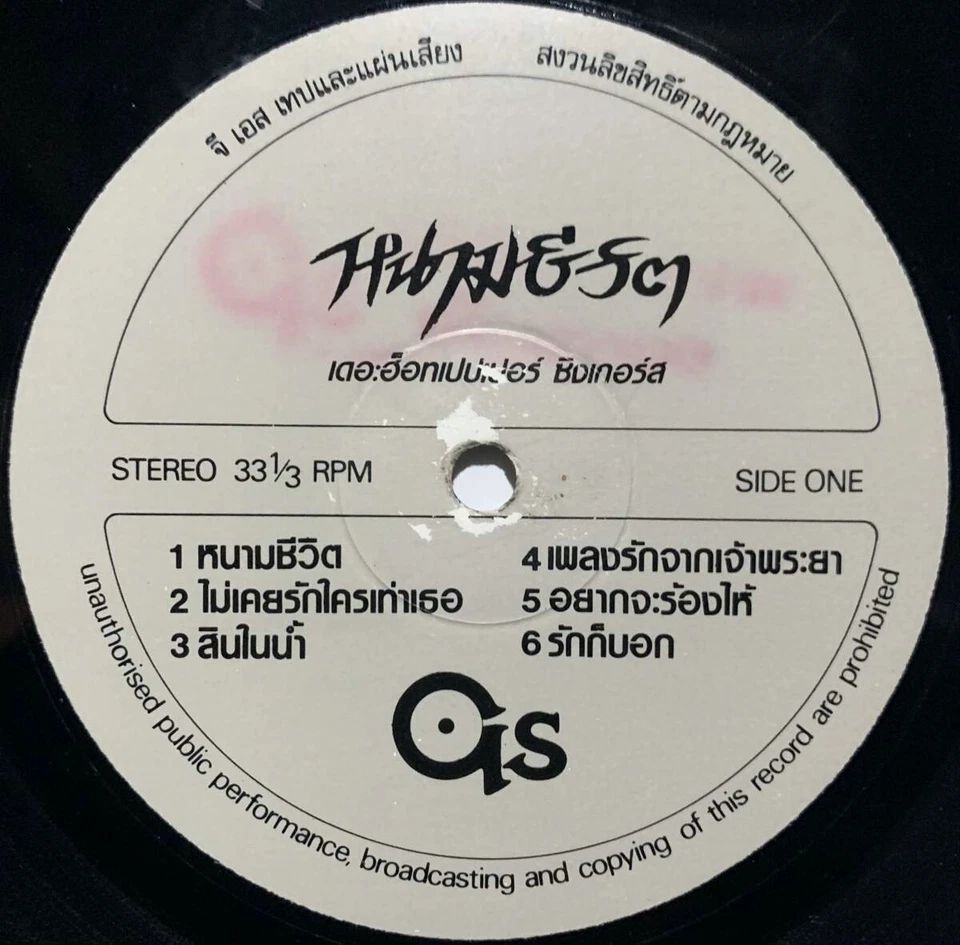 จี เอส เทปและแผ่นเสียง
สงวนลิขสิทธิ์ตามกฎหมาย
หนามชีวิต
เดอะฮ็อทเปปเปอร์ ซิงเกอร์ส
STEREO 33 1/3 RPM
SIDE ONE
1 หนามชีวิต
2 ไม่เคยรักใครเท่าเธอ
3 สินในน้ำ
4 เพลงรักจากเจ้าพระยา
5 อยากจะร้องไห้
6 รักก็บอก
GS
unauthorised public performance, broadcasting and copying of this record are prohibited